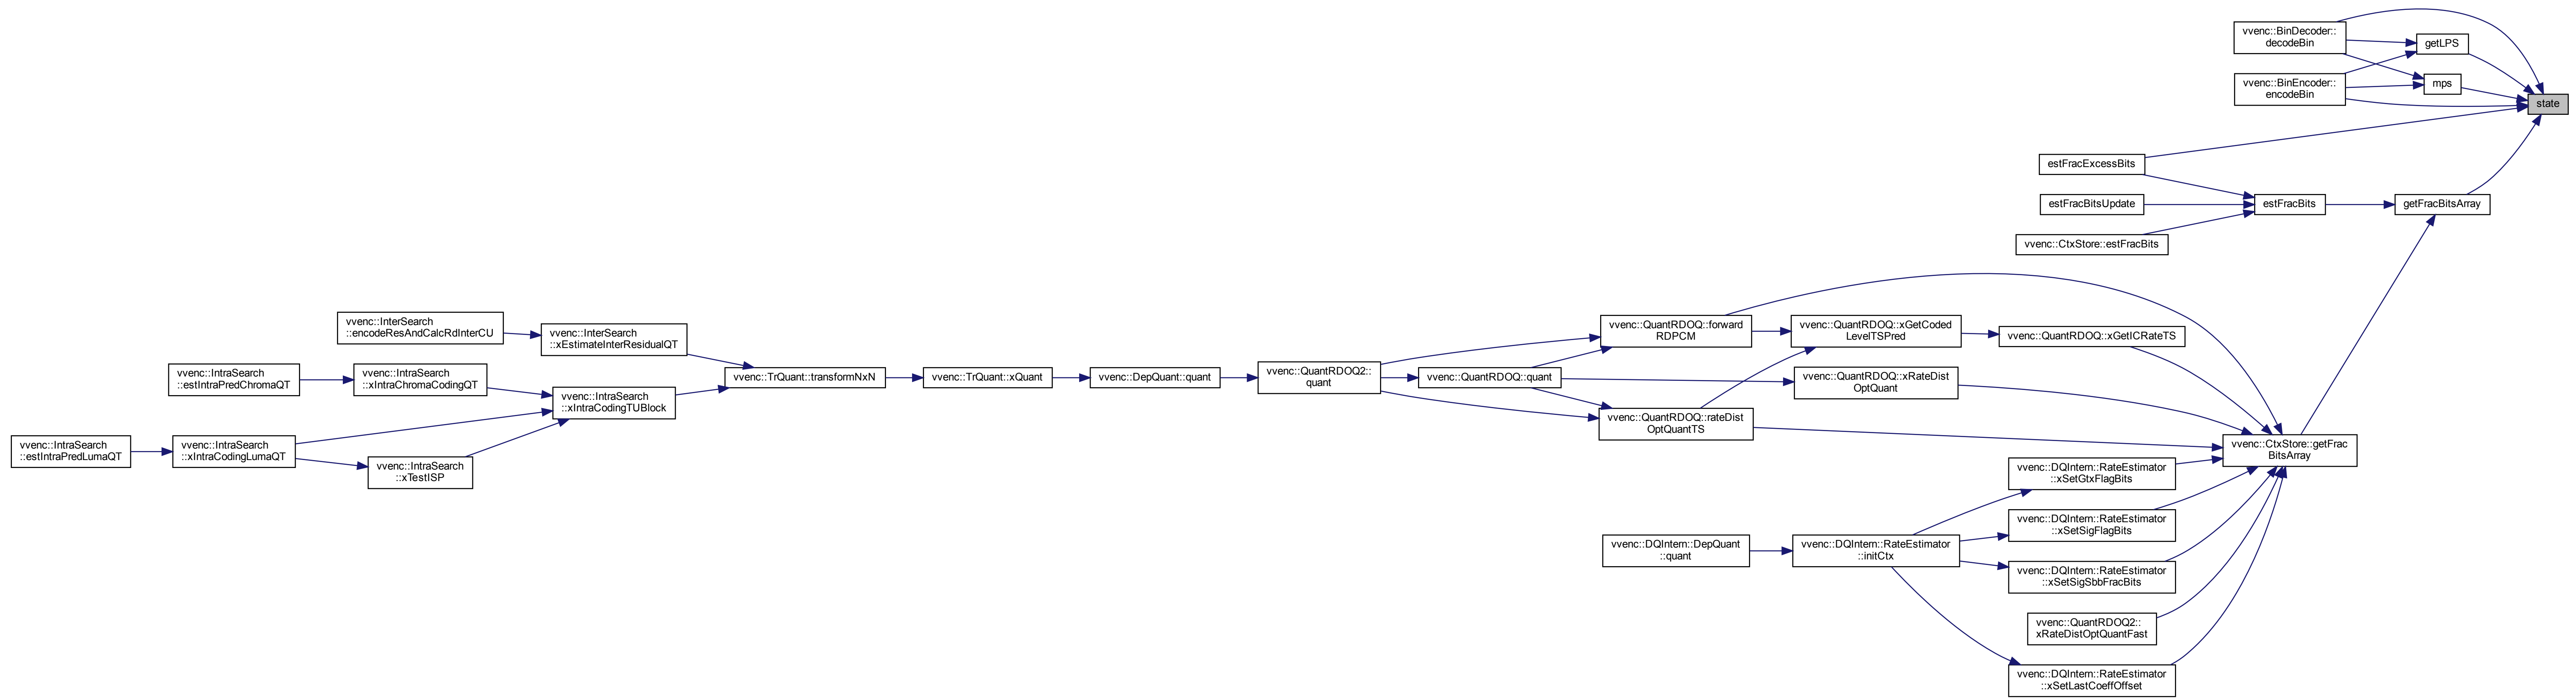 vvenc::BinDecoder::
decodeBin
getLPS
vvenc::BinEncoder::
encodeBin
mps
state
estFracExcessBits
estFracBitsUpdate
estFracBits
getFracBitsArray
vvenc::CtxStore::estFracBits
vvenc::InterSearch
::encodeResAndCalcRdInterCU
vvenc::InterSearch
::xEstimateInterResidualQT
vvenc::QuantRDOQ::forward
RDPCM
vvenc::QuantRDOQ::xGetCoded
LevelTSPred
vvenc::QuantRDOQ::xGetICRateTS
vvenc::IntraSearch
::estIntraPredChromaQT
vvenc::IntraSearch
::xIntraChromaCodingQT
vvenc::TrQuant::transformNxN
vvenc::TrQuant::xQuant
vvenc::DepQuant::quant
vvenc::QuantRDOQ2::
quant
vvenc::QuantRDOQ::quant
vvenc::QuantRDOQ::xRateDist
OptQuant
vvenc::IntraSearch
::xIntraCodingTUBlock
vvenc::QuantRDOQ::rateDist
OptQuantTS
vvenc::IntraSearch
::estIntraPredLumaQT
vvenc::IntraSearch
::xIntraCodingLumaQT
vvenc::IntraSearch
::xTestISP
vvenc::CtxStore::getFrac
BitsArray
vvenc::DQIntern::RateEstimator
::xSetGtxFlagBits
vvenc::DQIntern::RateEstimator
::xSetSigFlagBits
vvenc::DQIntern::DepQuant
::quant
vvenc::DQIntern::RateEstimator
::initCtx
vvenc::DQIntern::RateEstimator
::xSetSigSbbFracBits
vvenc::QuantRDOQ2::
xRateDistOptQuantFast
vvenc::DQIntern::RateEstimator
::xSetLastCoeffOffset